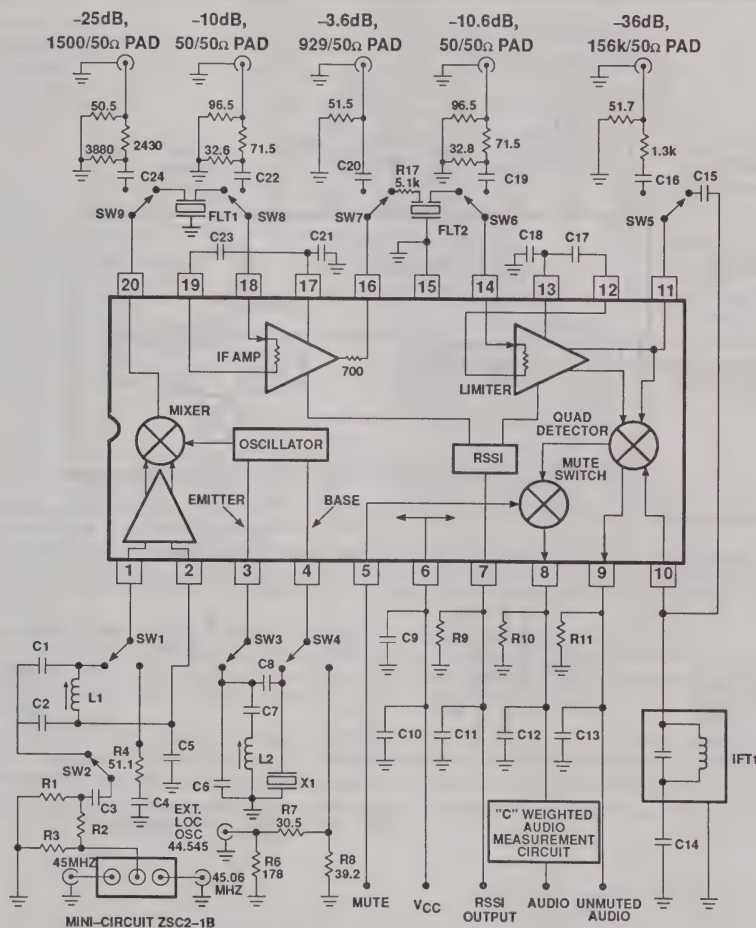 –25dB,
1500/50Ω PAD
–10dB,
50/50Ω PAD
–3.6dB,
929/50Ω PAD
–10.6dB,
50/50Ω PAD
–36dB,
156k/50Ω PAD
50.5
3880
2430
C24
96.5
32.6
71.5
C22
51.5
C20
R17
5.1k
96.5
32.8
71.5
C19
51.7
1.3k
C16
C15
SW9
FLT1
SW8
SW7
FLT2
SW6
SW5
C23
C21
C18
C17
20
19
18
17
16
15
14
13
12
11
IF AMP
700
LIMITER
MIXER
OSCILLATOR
RSSI
QUAD
DETECTOR
MUTE
SWITCH
EMITTER
BASE
1
2
3
4
5
6
7
8
9
10
SW1
SW3
SW4
C1
L1
C2
C8
C7
L2
C9
R9
R10
R11
SW2
R4
51.1
C5
C6
X1
C10
C11
C12
C13
IFT1
R1
C3
R2
C4
R3
EXT.
LOC
OSC
44.545
R7
30.5
R6
178
R8
39.2
"C" WEIGHTED
AUDIO
MEASUREMENT
CIRCUIT
C14
45MHZ
45.06
MHZ
MINI–CIRCUIT ZSC2–1B
MUTE
VCC
RSSI
OUTPUT
AUDIO
UNMUTED
AUDIO